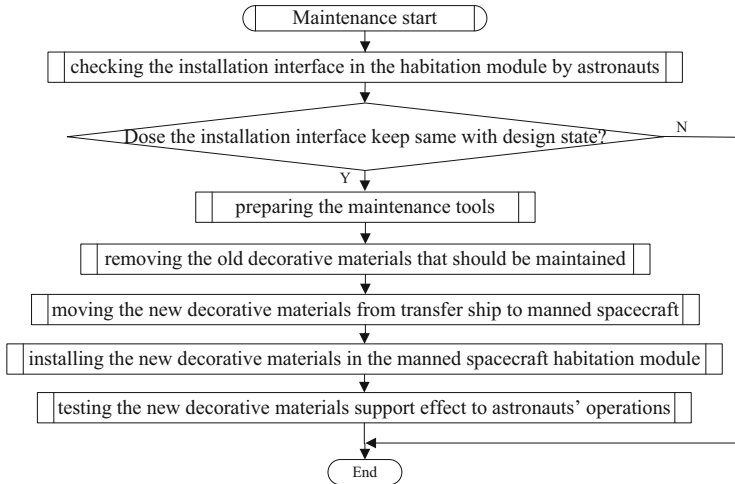 Maintenance start
checking the installation interface in the habitation module by astronauts
Dose the installation interface keep same with design state?
N
Y
preparing the maintenance tools
removing the old decorative materials that should be maintained
moving the new decorative materials from transfer ship to manned spacecraft
installing the new decorative materials in the manned spacecraft habitation module
testing the new decorative materials support effect to astronauts’ operations
End